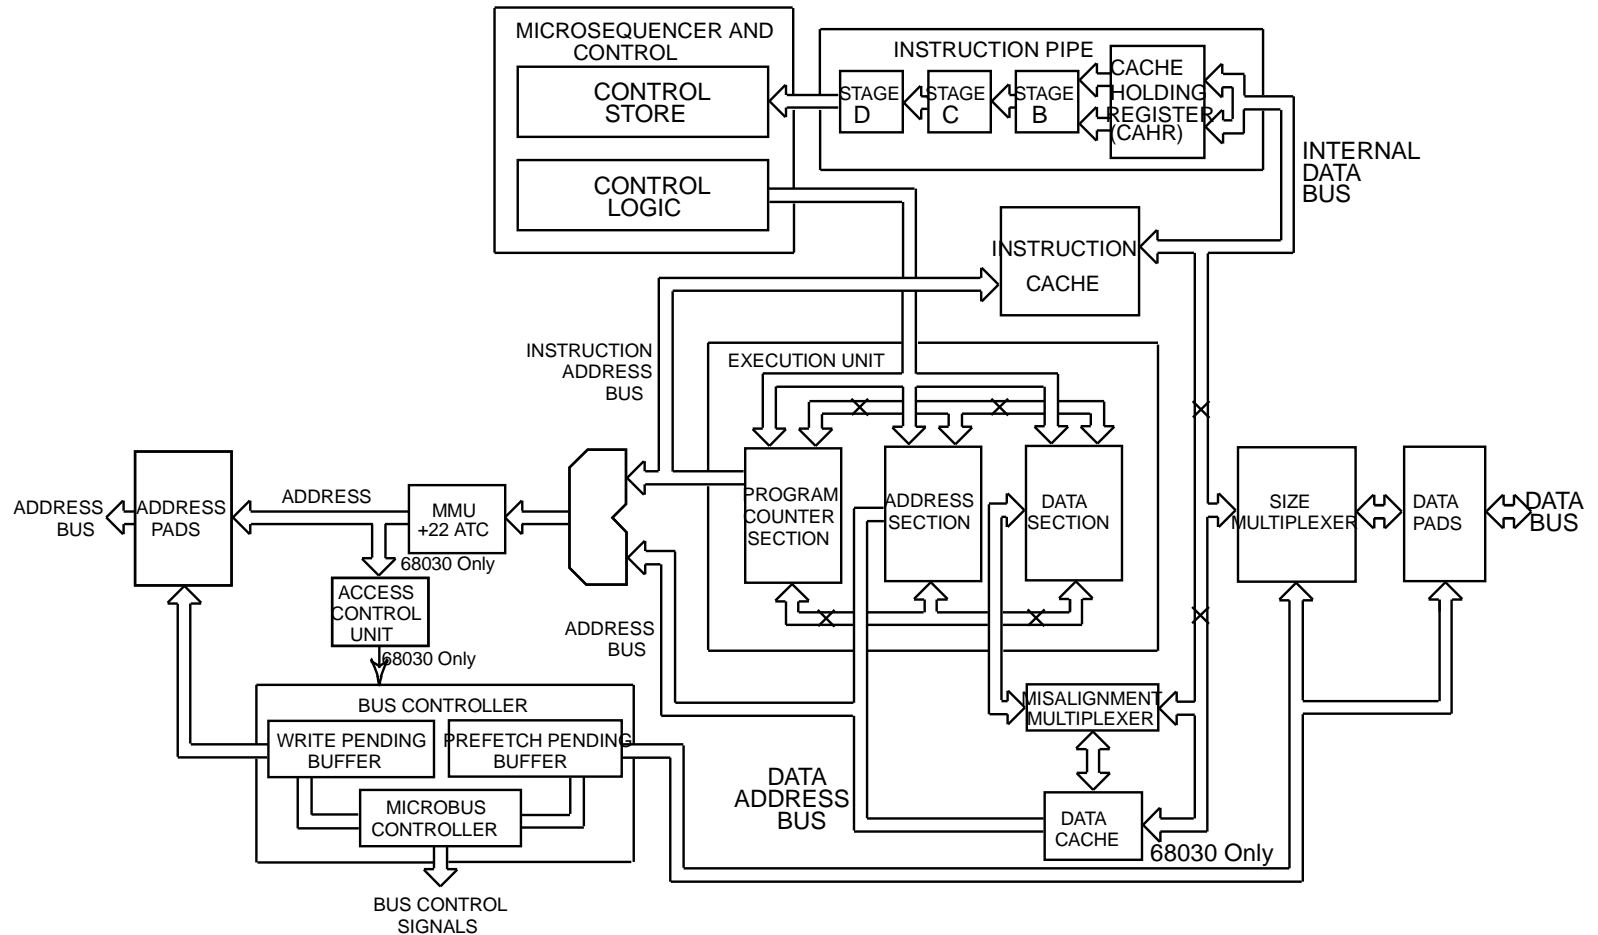 MICROSEQUENCER AND
CONTROL
CONTROL
STORE
CONTROL
LOGIC
INSTRUCTION PIPE
STAGE
D
STAGE
C
STAGE
B
CACHE
HOLDING
REGISTER
(CAHR)
INTERNAL
DATA
BUS
INSTRUCTION
CACHE
INSTRUCTION
ADDRESS
BUS
EXECUTION UNIT
PROGRAM
COUNTER
SECTION
ADDRESS
SECTION
DATA
SECTION
SIZE
MULTIPLEXER
DATA
PADS
DATA
BUS
ADDRESS
BUS
ADDRESS
PADS
ADDRESS
MMU
+22 ATC
68030 Only
ACCESS
CONTROL
UNIT
68030 Only
ADDRESS
BUS
BUS CONTROLLER
WRITE PENDING
BUFFER
PREFETCH PENDING
BUFFER
MICROBUS
CONTROLLER
BUS CONTROL
SIGNALS
MISALIGNMENT
MULTIPLEXER
DATA
ADDRESS
BUS
DATA
CACHE
68030 Only